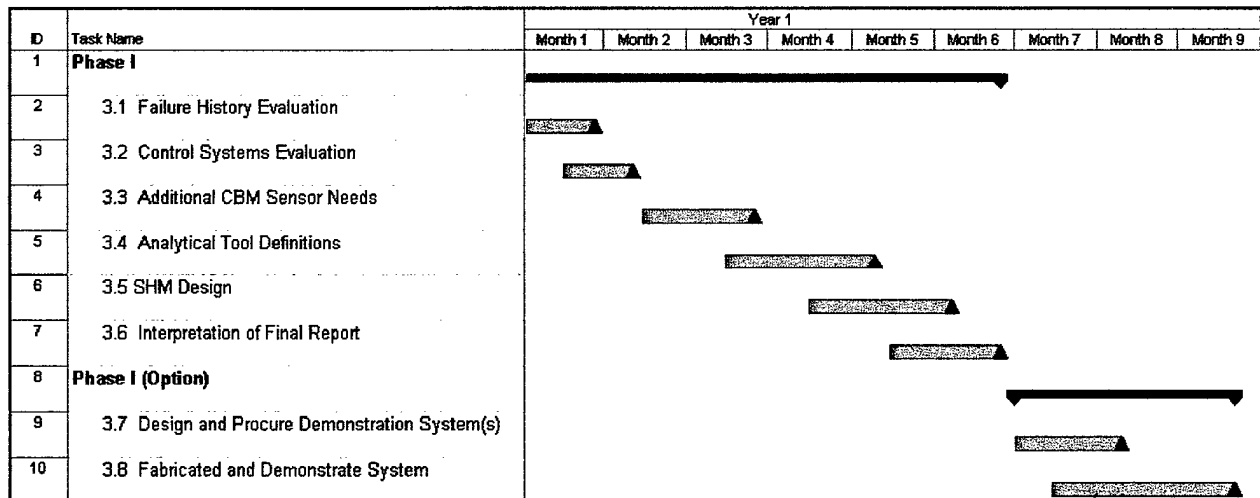 Year 1
ID Task Name Month 1 Month 2 Month 3 Month 4 Month 5 Month 6 Month 7 Month 8 Month 9
1 Phase I
2 3.1 Failure History Evaluation
3 3.2 Control Systems Evaluation
4 3.3 Additional CBM Sensor Needs
5 3.4 Analytical Tool Definitions
6 3.5 SHM Design
7 3.6 Interpretation of Final Report
8 Phase I (Option)
9 3.7 Design and Procure Demonstration System(s)
10 3.8 Fabricated and Demonstrate System